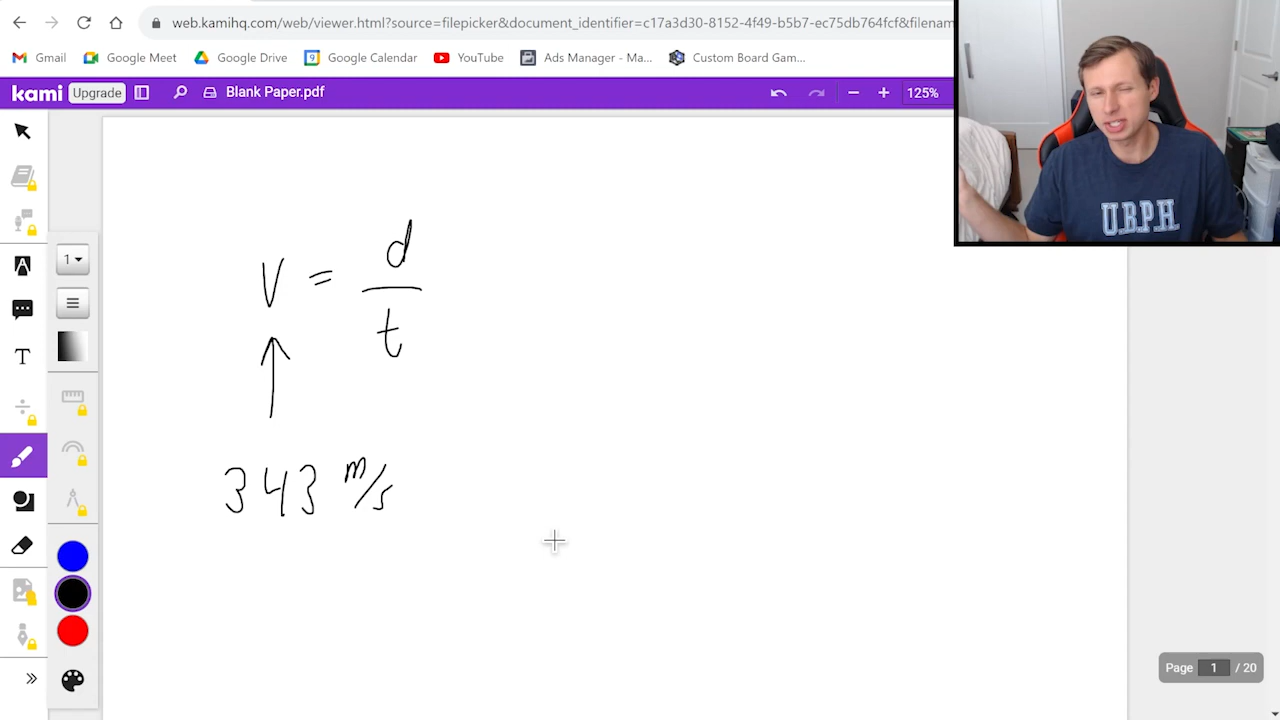 web.kamihq.com/web/viewer.html?source=filepicker&document_identifier=c17a3d30-8152-4f49-b5b7-ec75db764fcf&filenam
Gmail Google Meet Google Drive 9 Google Calendar YouTube Ads Manager - Ma... Custom Board Gam...
kami Upgrade Blank Paper.pdf 125%
U.B.P.H.
1
T
v = d/t
343 m/s
Page 1 / 20